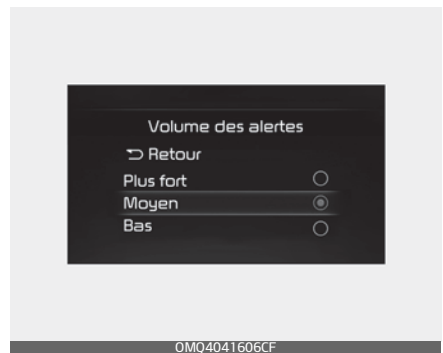 Volume des alertes
⮌ Retour
Plus fort
Moyen
Bas
OMQ4041606CF